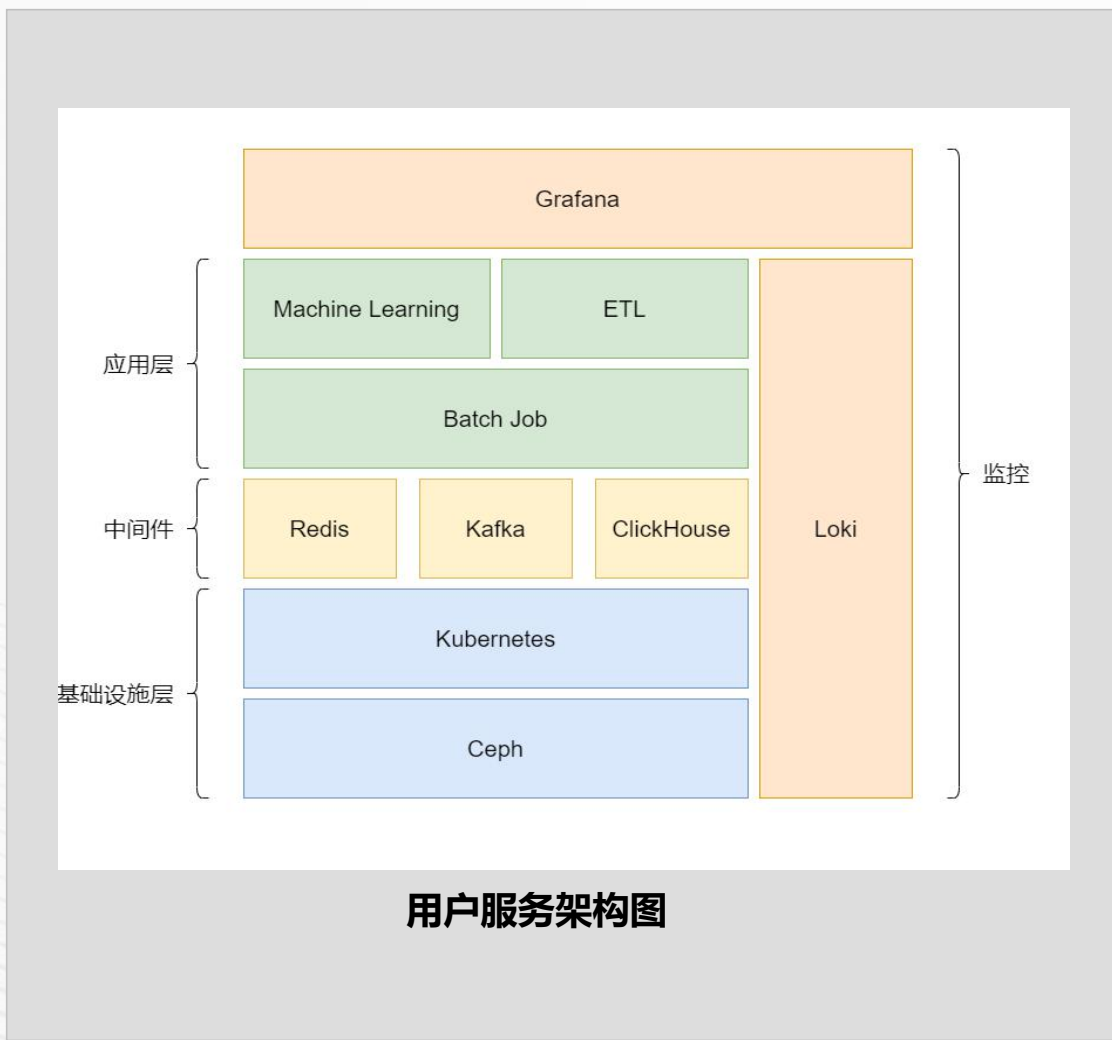 Grafana
Machine Learning
ETL
应用层
Batch Job
监控
中间件
Redis
Kafka
ClickHouse
Loki
Kubernetes
基础设施层
Ceph
用户服务架构图